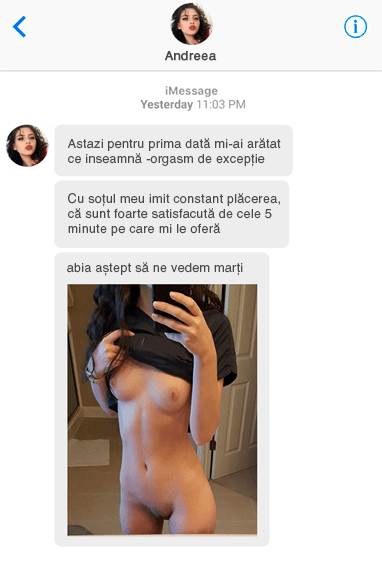 Andreea
iMessage
Yesterday 11:03 PM
Astazi pentru prima dată mi-ai arătat
ce inseamnă -orgasm de excepție
Cu soțul meu imit constant plăcerea,
că sunt foarte satisfacută de cele 5
minute pe care mi le oferă
abia aștept să ne vedem marți